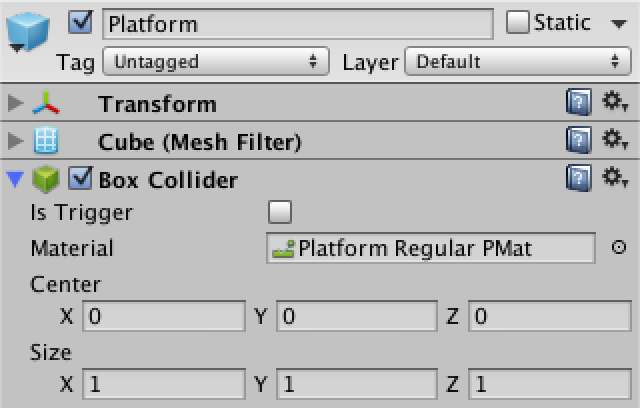 Platform Static
Tag Untagged Layer Default
Transform
Cube (Mesh Filter)
Box Collider
Is Trigger
Material Platform Regular PMat
Center
X 0 Y 0 Z 0
Size
X 1 Y 1 Z 1